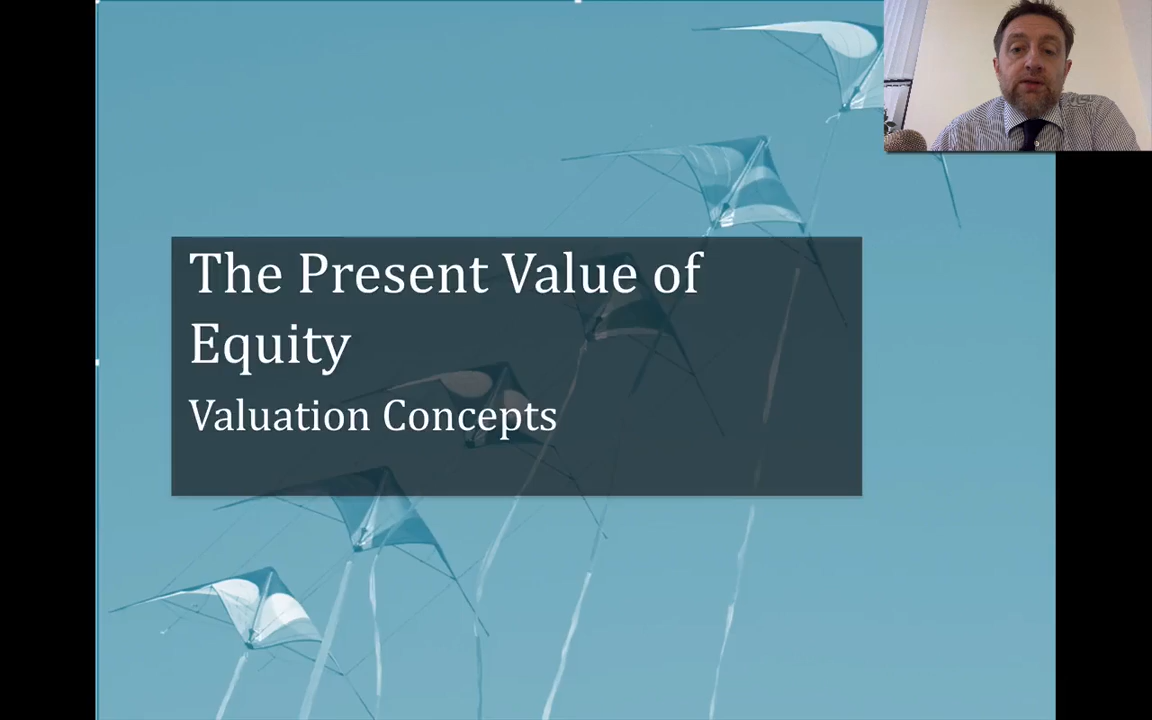 The Present Value of
Equity
Valuation Concepts